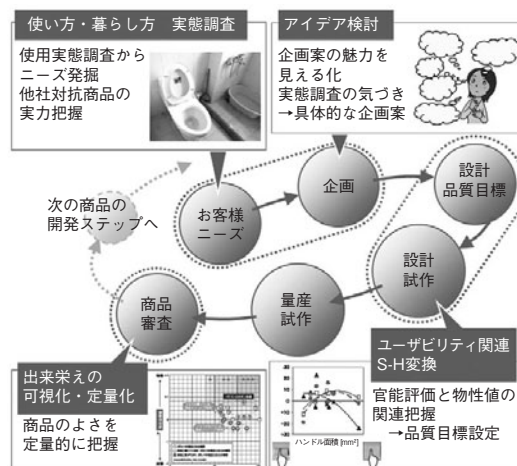 使い方・暮らし方 実態調査
使用実態調査から
ニーズ発掘
他社対抗商品の
実力把握
アイデア検討
企画案の魅力を
見える化
実態調査の気づき
→具体的な企画案
次の商品の
開発ステップへ
お客様
ニーズ
企画
設計
品質目標
設計
試作
量産
試作
商品
審査
出来栄えの
可視化・定量化
商品のよさを
定量的に把握
ユーザビリティ関連
S-H変換
官能評価と物性値の
関連把握
→品質目標設定
30
20
10
0
-10
-20
-30
ハンドル面積 [mm²]